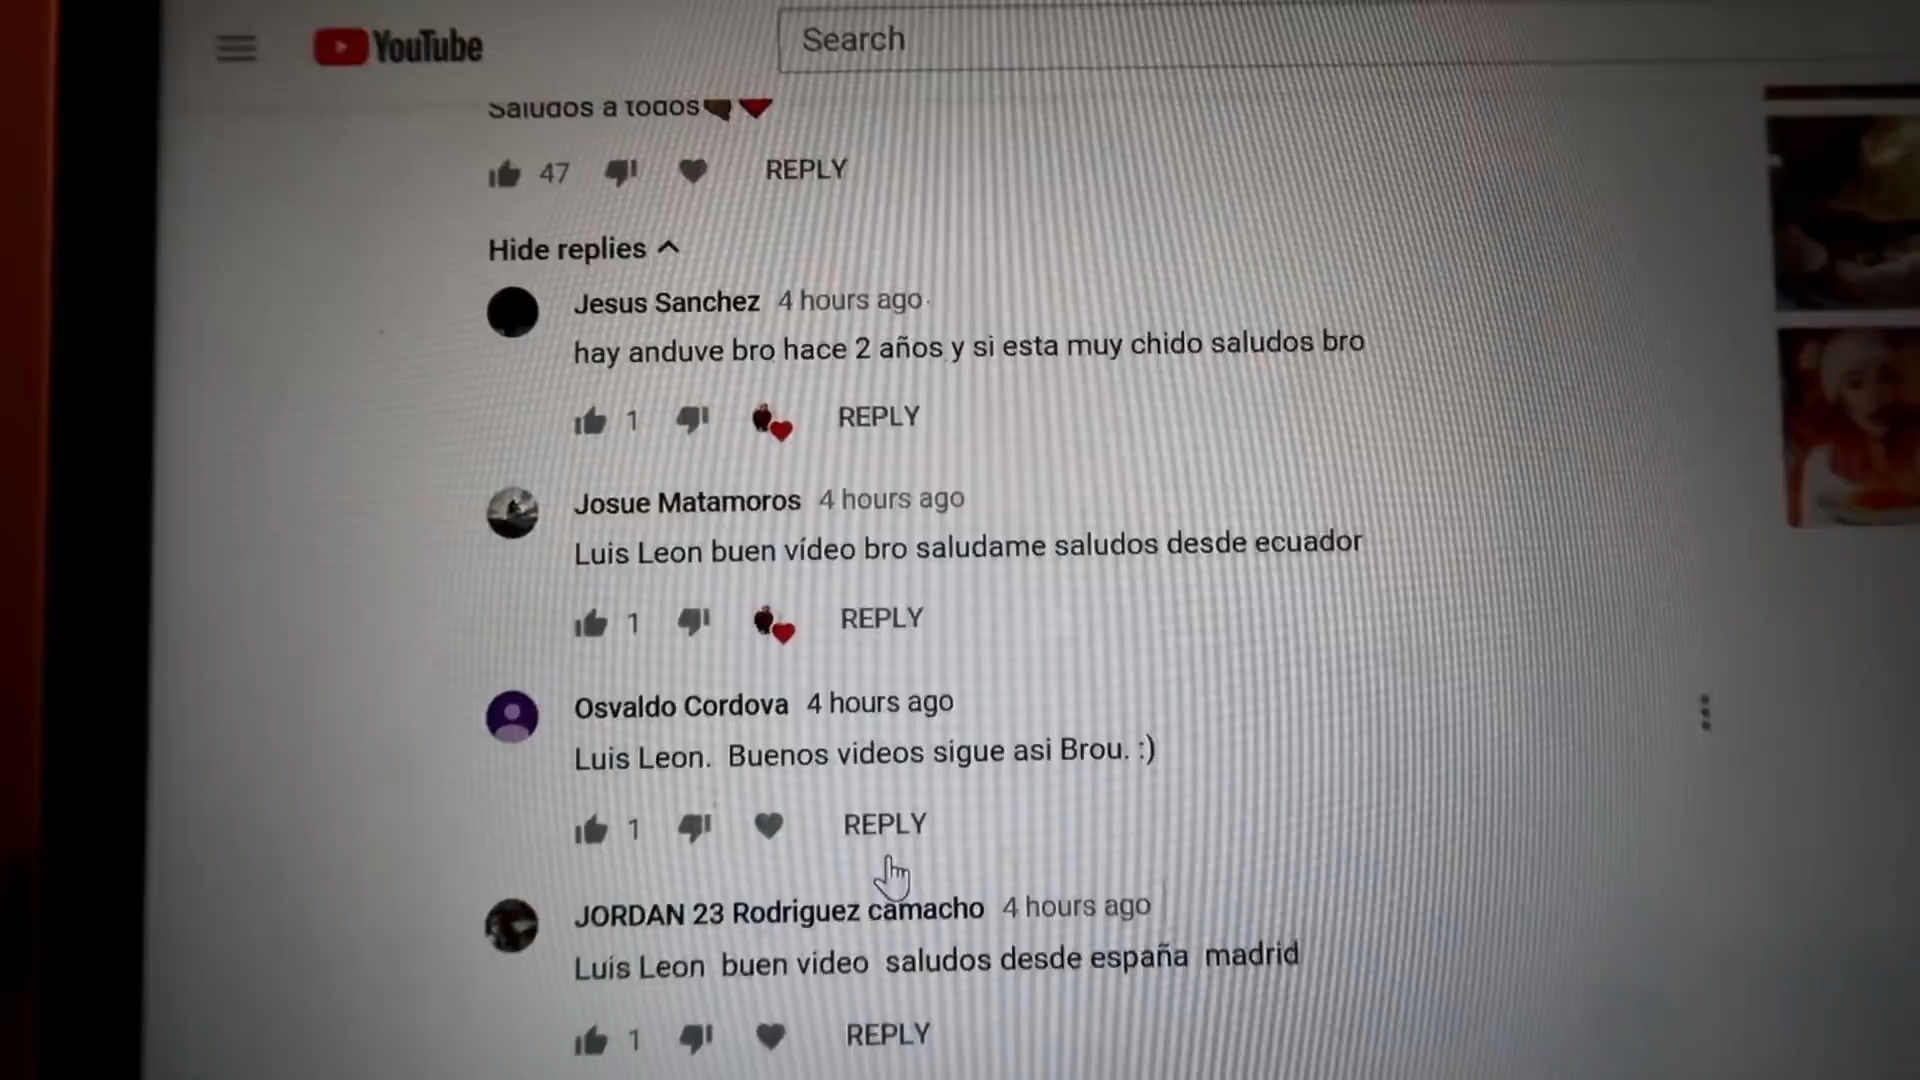 YouTube
Search
Saludos a todos
47
REPLY
Hide replies
Jesus Sanchez 4 hours ago
hay anduve bro hace 2 años y si esta muy chido saludos bro
1
REPLY
Josue Matamoros 4 hours ago
Luis Leon buen vídeo bro saludame saludos desde ecuador
1
REPLY
Osvaldo Cordova 4 hours ago
Luis Leon. Buenos videos sigue asi Brou. :)
1
REPLY
JORDAN 23 Rodriguez camacho 4 hours ago
Luis Leon buen video saludos desde españa madrid
1
REPLY